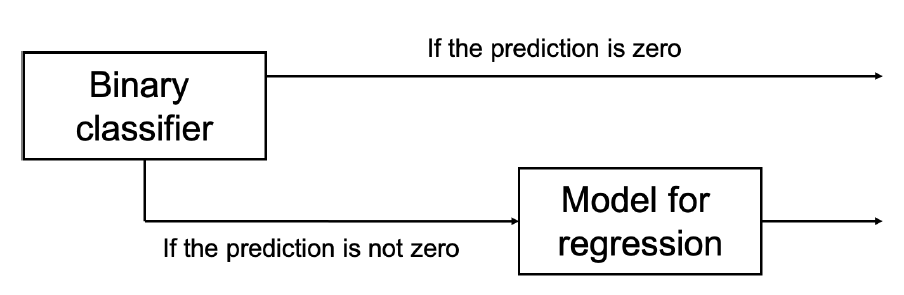 If the prediction is zero
Binary
classifier
Model for
regression
If the prediction is not zero